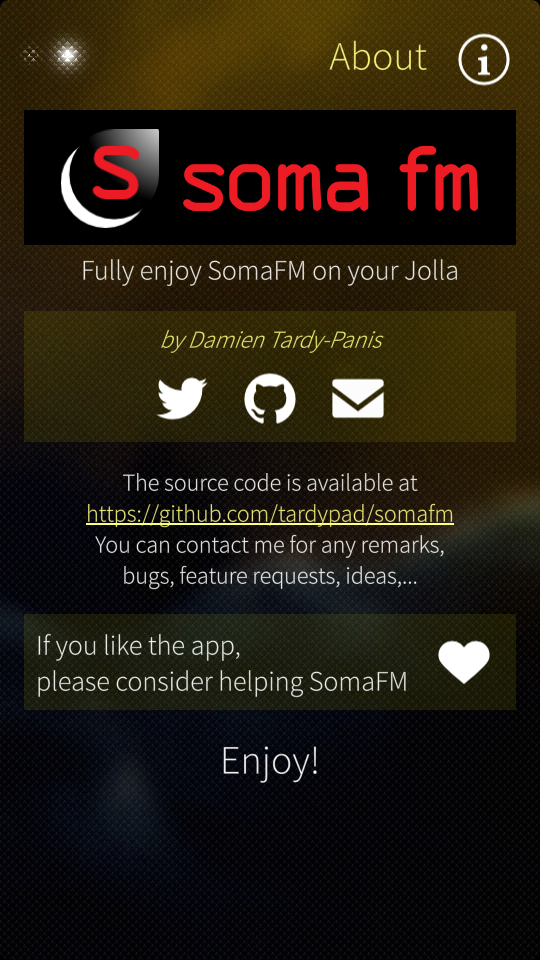 About
S soma fm
Fully enjoy SomaFM on your Jolla
by Damien Tardy-Panis
The source code is available at
https://github.com/tardypad/somafm
You can contact me for any remarks,
bugs, feature requests, ideas,...
If you like the app,
please consider helping SomaFM
Enjoy!